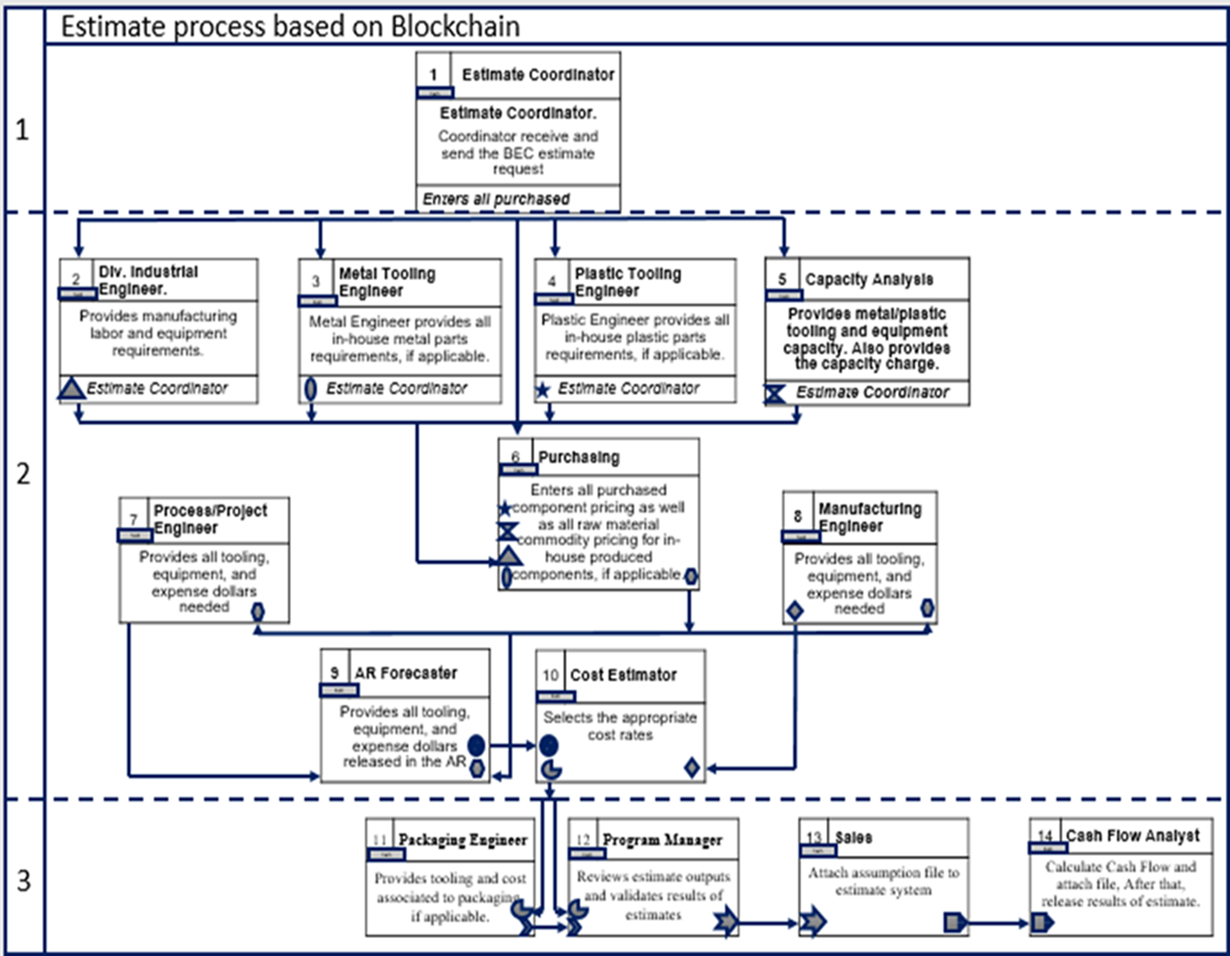 Estimate process based on Blockchain
1
1 Estimate Coordinator
Estimate Coordinator.
Coordinator receive and
send the BEC estimate
request
Enters all purchased
2
2 Div. Industrial
Engineer.
Provides manufacturing
labor and equipment
requirements.
Estimate Coordinator
3 Metal Tooling
Engineer
Metal Engineer provides all
in-house metal parts
requirements, if applicable.
Estimate Coordinator
4 Plastic Tooling
Engineer
Plastic Engineer provides all
in-house plastic parts
requirements, if applicable.
Estimate Coordinator
5 Capacity Analysis
Provides metal/plastic
tooling and equipment
capacity. Also provides
the capacity charge.
Estimate Coordinator
6 Purchasing
Enters all purchased
component pricing as well
as all raw material
commodity pricing for in-
house produced
components, if applicable.
7 Process/Project
Engineer
Provides all tooling,
equipment, and
expense dollars
needed
8 Manufacturing
Engineer
Provides all tooling,
equipment, and
expense dollars
needed
9 AR Forecaster
Provides all tooling,
equipment, and
expense dollars
released in the AR
10 Cost Estimator
Selects the appropriate
cost rates
3
11 Packaging Engineer
Provides tooling and cost
associated to packaging,
if applicable.
12 Program Manager
Reviews estimate outputs
and validates results of
estimates
13 Sales
Attach assumption file to
estimate system
14 Cash Flow Analyst
Calculate Cash Flow and
attach file, After that,
release results of estimate.